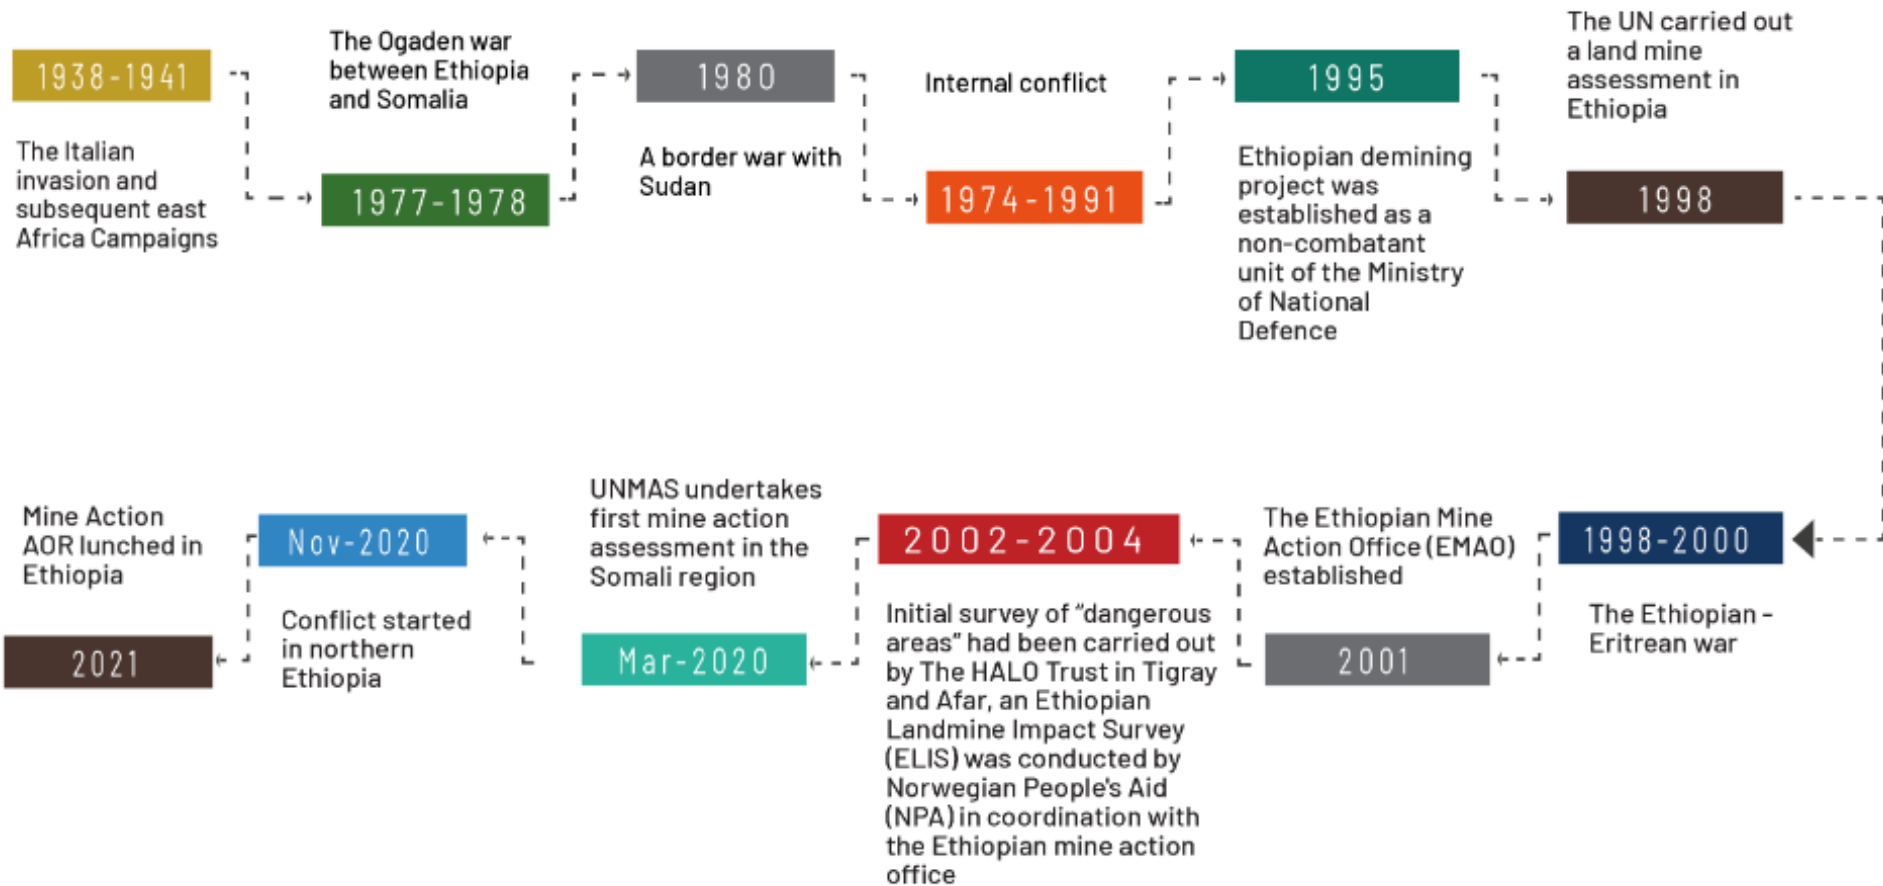 1938-1941
The Italian
invasion and
subsequent east
Africa Campaigns
The Ogaden war
between Ethiopia
and Somalia
1977-1978
1980
A border war with
Sudan
Internal conflict
1974-1991
1995
Ethiopian demining
project was
established as a
non-combatant
unit of the Ministry
of National
Defence
The UN carried out
a land mine
assessment in
Ethiopia
1998
1998-2000
The Ethiopian -
Eritrean war
The Ethiopian Mine
Action Office (EMAO)
established
2001
2002-2004
Initial survey of “dangerous
areas” had been carried out
by The HALO Trust in Tigray
and Afar, an Ethiopian
Landmine Impact Survey
(ELIS) was conducted by
Norwegian People's Aid
(NPA) in coordination with
the Ethiopian mine action
office
UNMAS undertakes
first mine action
assessment in the
Somali region
Mar-2020
Nov-2020
Conflict started
in northern
Ethiopia
Mine Action
AOR lunched in
Ethiopia
2021